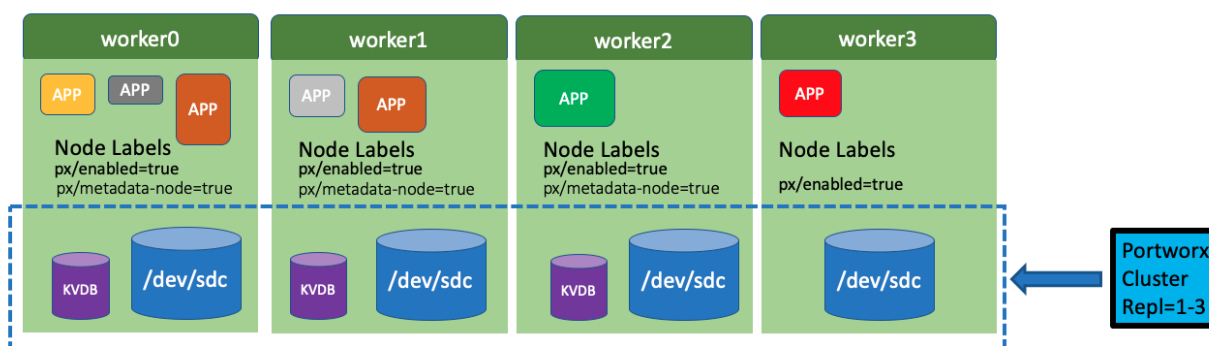 worker0
APP
APP
APP
Node Labels
px/enabled=true
px/metadata-node=true
KVDB
/dev/sdc
worker1
APP
APP
Node Labels
px/enabled=true
px/metadata-node=true
KVDB
/dev/sdc
worker2
APP
Node Labels
px/enabled=true
px/metadata-node=true
KVDB
/dev/sdc
worker3
APP
Node Labels
px/enabled=true
/dev/sdc
Portworx
Cluster
Repl=1-3